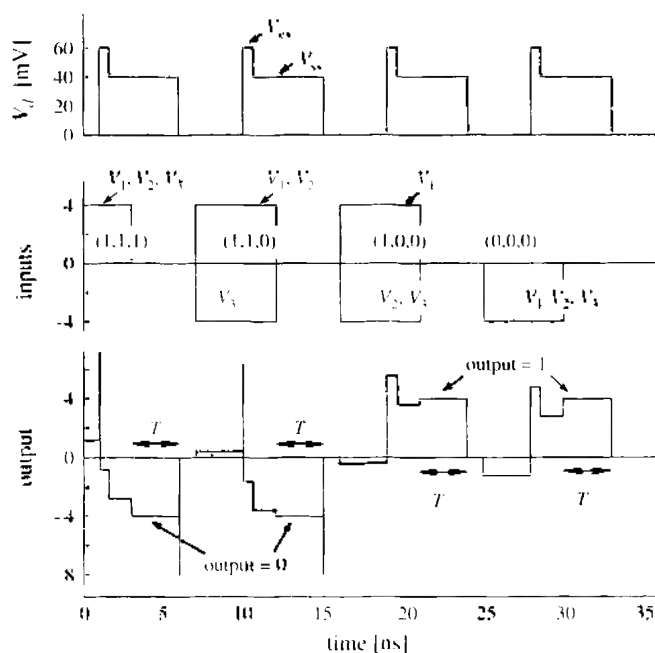 V_ex
V_ss
V_d [mV]
60
40
20
0
V_1, V_2, V_3
V_1, V_2
V_1
4
(1,1,1)
(1,1,0)
(1,0,0)
(0,0,0)
inputs
0
V_3
V_2, V_3
V_1, V_2, V_3
-4
output = 1
4
T
T
output
0
T
T
-4
output = 0
8
0
5
10
15
20
25
30
35
time [ns]